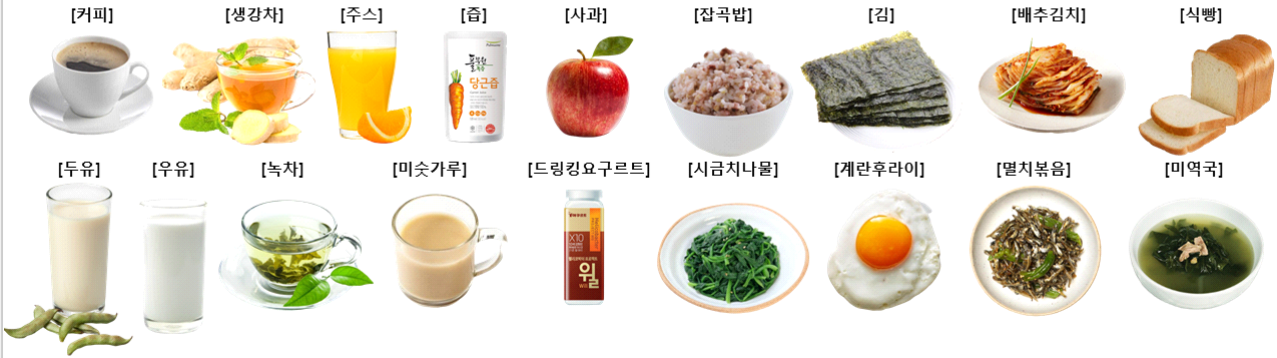 [커피] [생강차] [주스] [즙] [사과] [잡곡밥] [김] [배추김치] [식빵]
당근즙
[두유] [우유] [녹차] [미숫가루] [드링킹요구르트] [시금치나물] [계란후라이] [멸치볶음] [미역국]
X10
윌